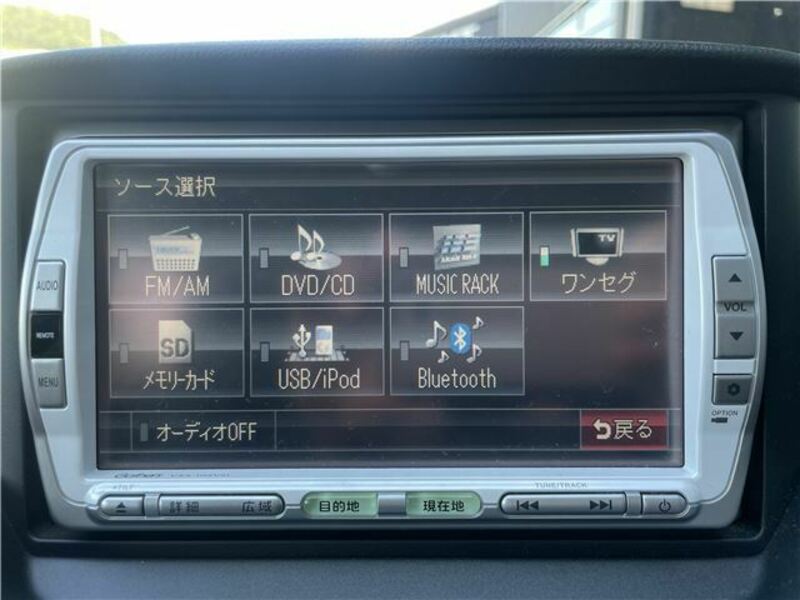 ソース選択
FM/AM
DVD/CD
MUSIC RACK
TV
ワンセグ
SD
メモリーカード
USB/iPod
Bluetooth
オーディオOFF
戻る
AUDIO
REMOTE
MENU
VOL
OPTION
Gathers
TILT
詳細
広域
目的地
現在地
TUNE/TRACK